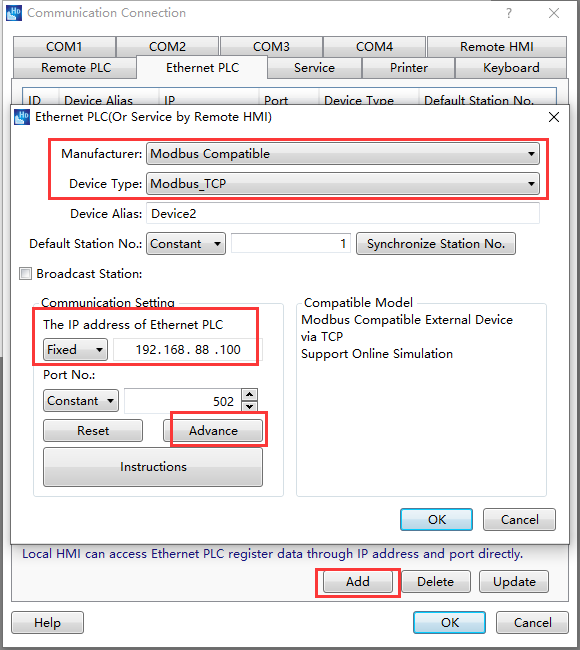 Communication Connection
COM1 COM2 COM3 COM4 Remote HMI
Remote PLC Ethernet PLC Service Printer Keyboard
ID Device Alias IP Port Device Type Default Station No.
Ethernet PLC(Or Service by Remote HMI)
Manufacturer: Modbus Compatible
Device Type: Modbus_TCP
Device Alias: Device2
Default Station No.: Constant 1 Synchronize Station No.
Broadcast Station:
Communication Setting
The IP address of Ethernet PLC
Fixed 192.168. 88 .100
Port No.:
Constant 502
Reset Advance
Instructions
Compatible Model
Modbus Compatible External Device
via TCP
Support Online Simulation
OK Cancel
Local HMI can access Ethernet PLC register data through IP address and port directly.
Add Delete Update
Help OK Cancel